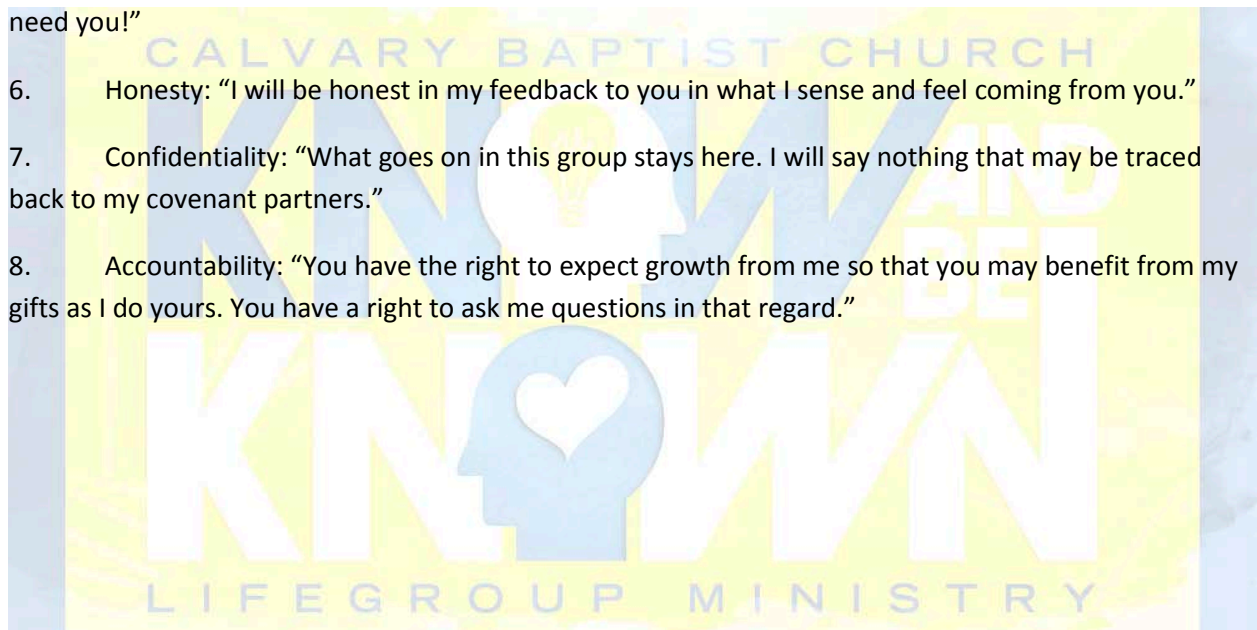 need you!”
CALVARY BAPTIST CHURCH
6. Honesty: “I will be honest in my feedback to you in what I sense and feel coming from you.”
7. Confidentiality: “What goes on in this group stays here. I will say nothing that may be traced
back to my covenant partners.”
8. Accountability: “You have the right to expect growth from me so that you may benefit from my
gifts as I do yours. You have a right to ask me questions in that regard.”
KNOW
AND
BE
KNOWN
LIFEGROUP MINISTRY